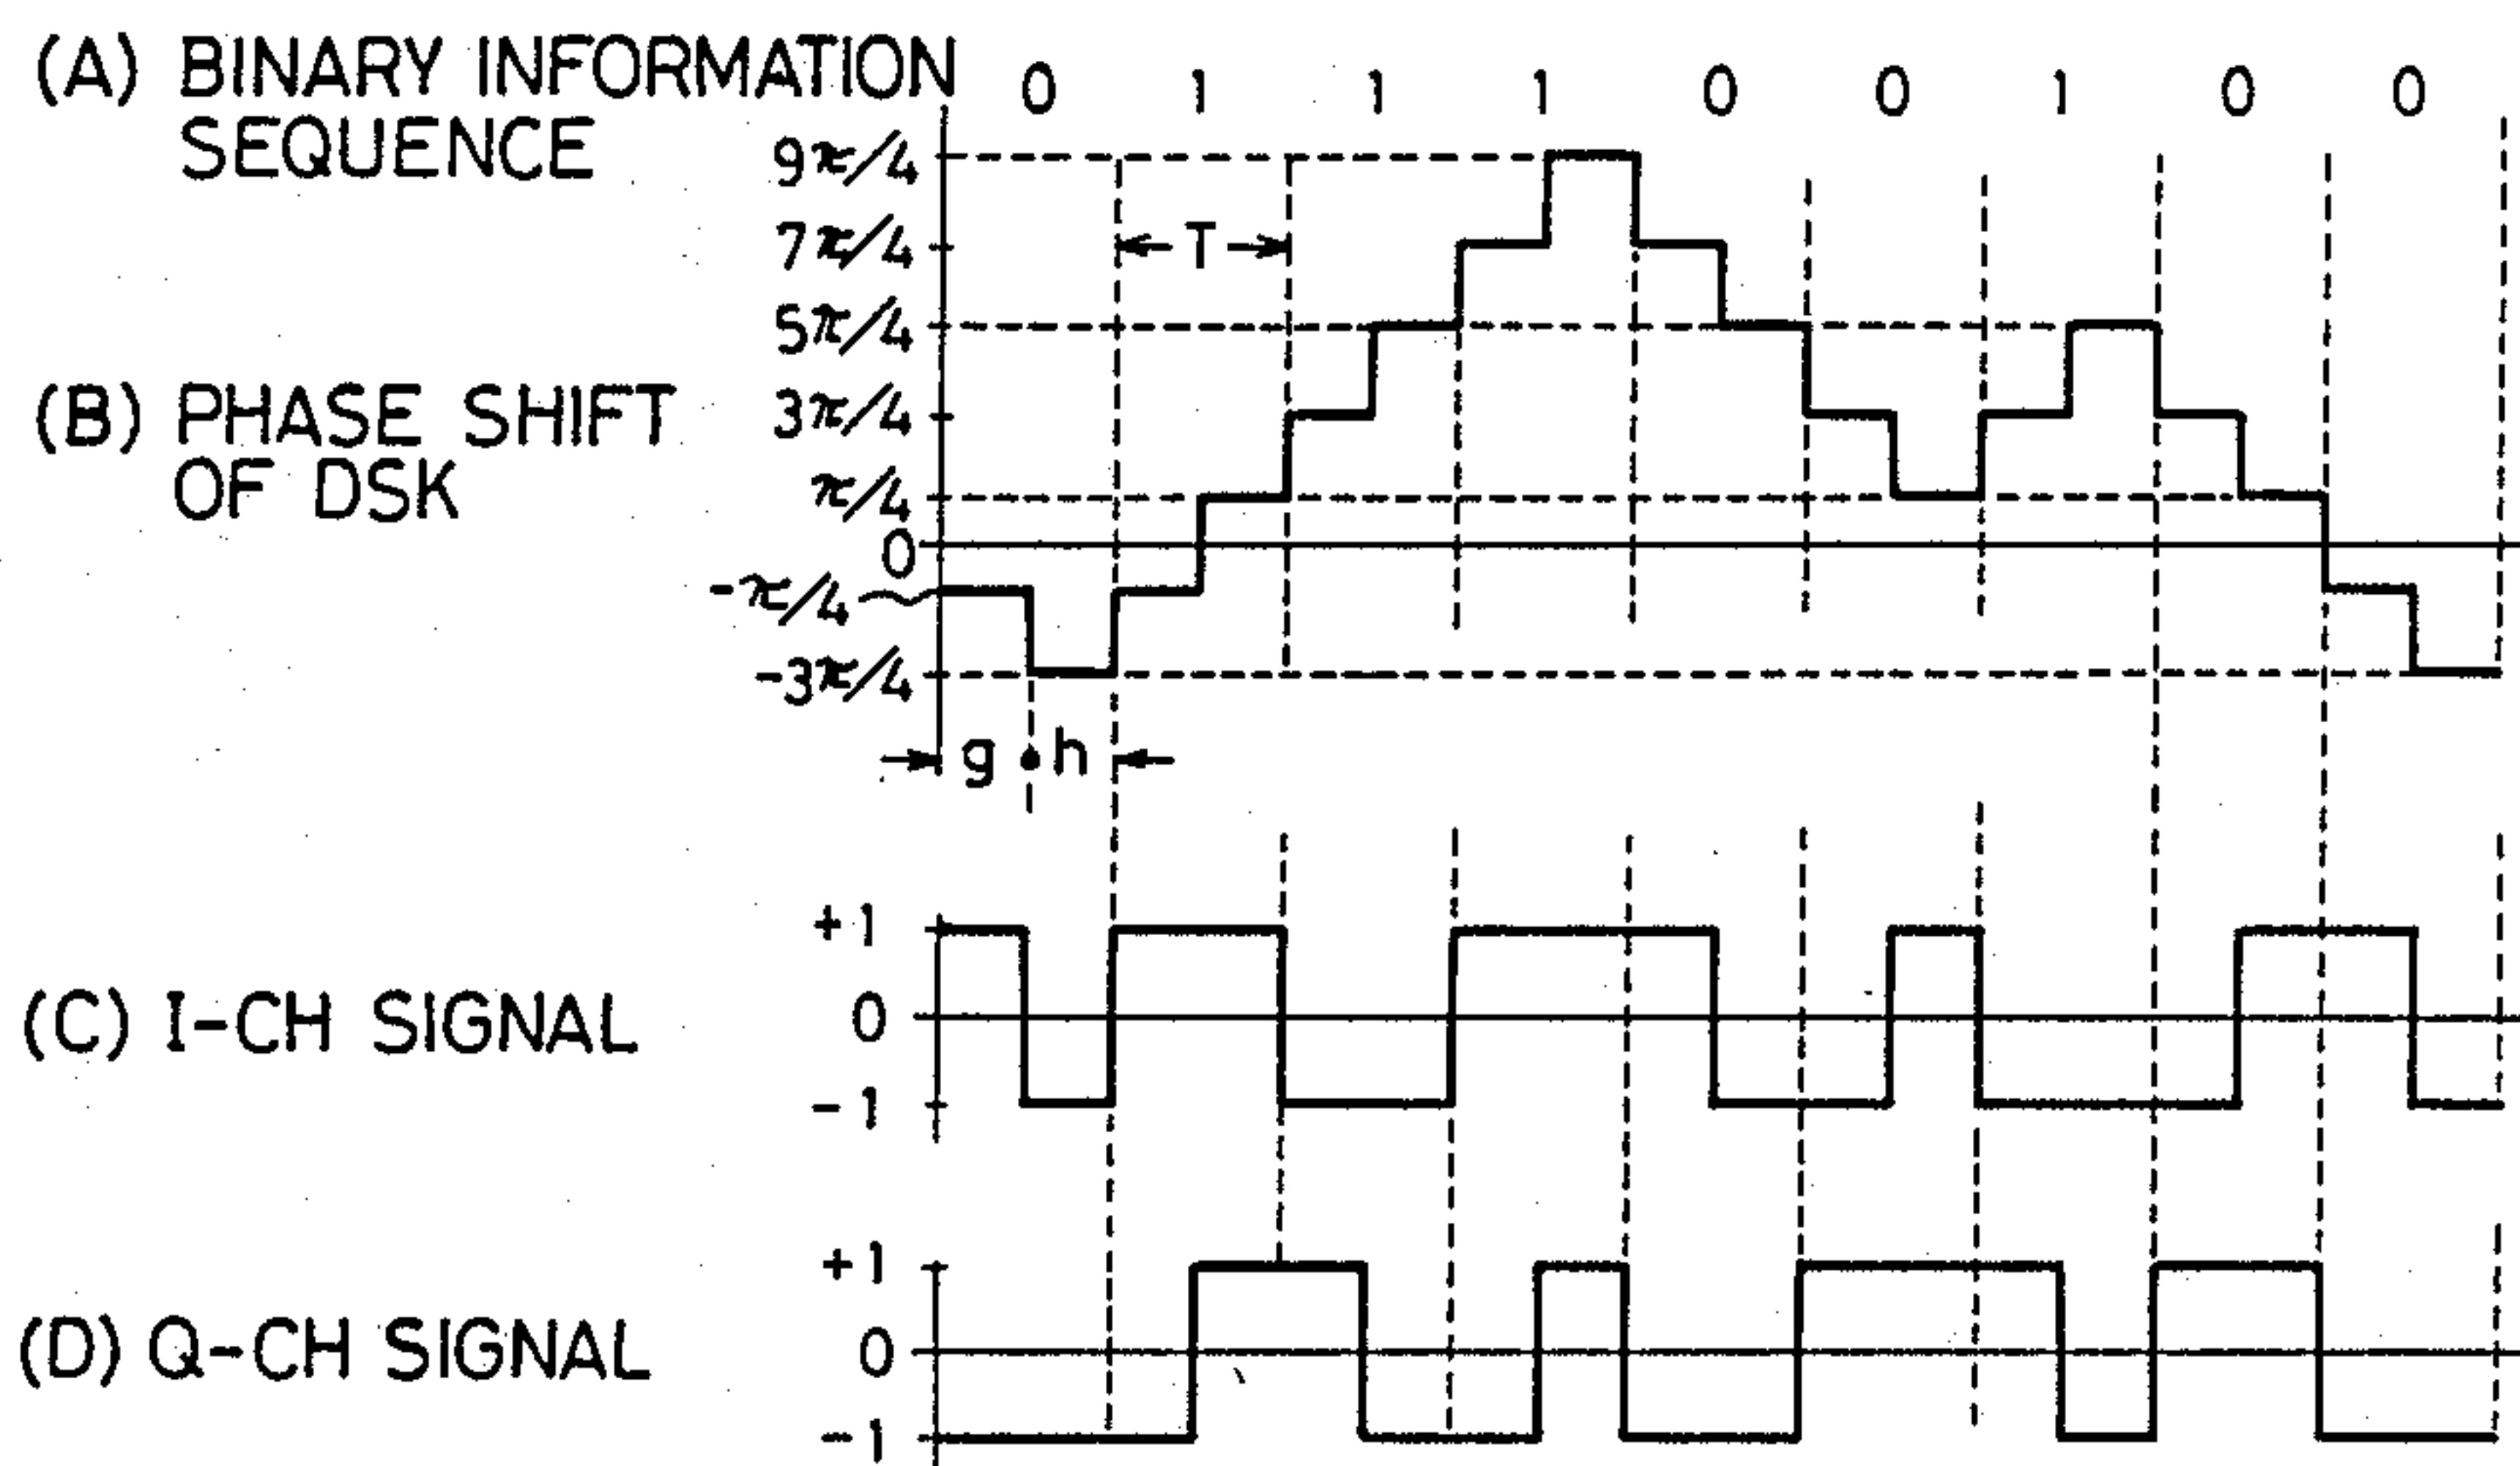 (A) BINARY INFORMATION 0 1 1 1 0 0 1 0 0
SEQUENCE
9π/4
7π/4
T
5π/4
(B) PHASE SHIFT
3π/4
OF DSK
π/4
0
-π/4
-3π/4
g h
+1
(C) I-CH SIGNAL
0
-1
+1
(D) Q-CH SIGNAL
0
-1